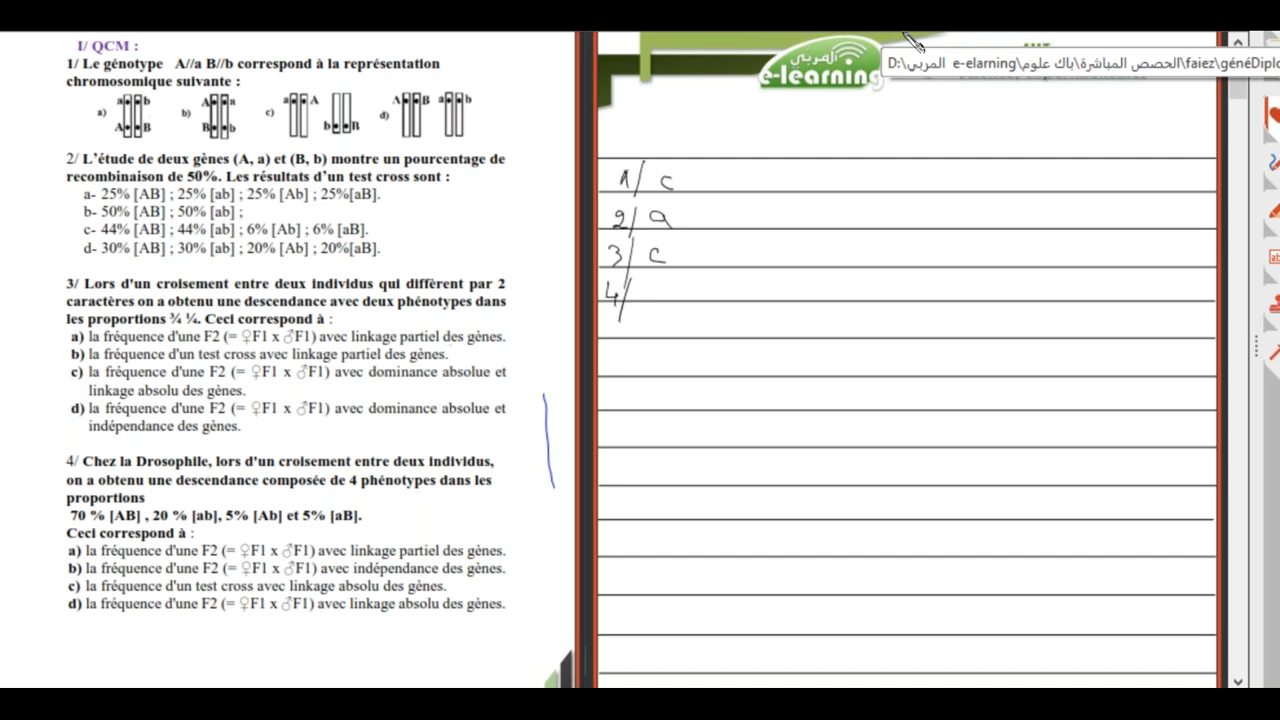 I/ QCM :
1/ Le génotype A//a B//b correspond à la représentation
chromosomique suivante :
a) a b A B b) A a B b c) a A b B d) A B a b
2/ L'étude de deux gènes (A, a) et (B, b) montre un pourcentage de
recombinaison de 50%. Les résultats d'un test cross sont :
a- 25% [AB] ; 25% [ab] ; 25% [Ab] ; 25%[aB].
b- 50% [AB] ; 50% [ab] ;
c- 44% [AB] ; 44% [ab] ; 6% [Ab] ; 6% [aB].
d- 30% [AB] ; 30% [ab] ; 20% [Ab] ; 20%[aB].
3/ Lors d'un croisement entre deux individus qui diffèrent par 2
caractères on a obtenu une descendance avec deux phénotypes dans
les proportions ¾ ¼. Ceci correspond à :
a) la fréquence d'une F2 (= ♀F1 x ♂F1) avec linkage partiel des gènes.
b) la fréquence d'un test cross avec linkage partiel des gènes.
c) la fréquence d'une F2 (= ♀F1 x ♂F1) avec dominance absolue et
linkage absolu des gènes.
d) la fréquence d'une F2 (= ♀F1 x ♂F1) avec dominance absolue et
indépendance des gènes.
4/ Chez la Drosophile, lors d'un croisement entre deux individus,
on a obtenu une descendance composée de 4 phénotypes dans les
proportions
70 % [AB] , 20 % [ab], 5% [Ab] et 5% [aB].
Ceci correspond à :
a) la fréquence d'une F2 (= ♀F1 x ♂F1) avec linkage partiel des gènes.
b) la fréquence d'une F2 (= ♀F1 x ♂F1) avec indépendance des gènes.
c) la fréquence d'un test cross avec linkage absolu des gènes.
d) la fréquence d'une F2 (= ♀F1 x ♂F1) avec linkage absolu des gènes.
المربي
e-learning
D:\المربي e-elarning\الحصص المباشرة\باك علوم\faiez\généDiplo
1/ c
2/ a
3/ c
4/